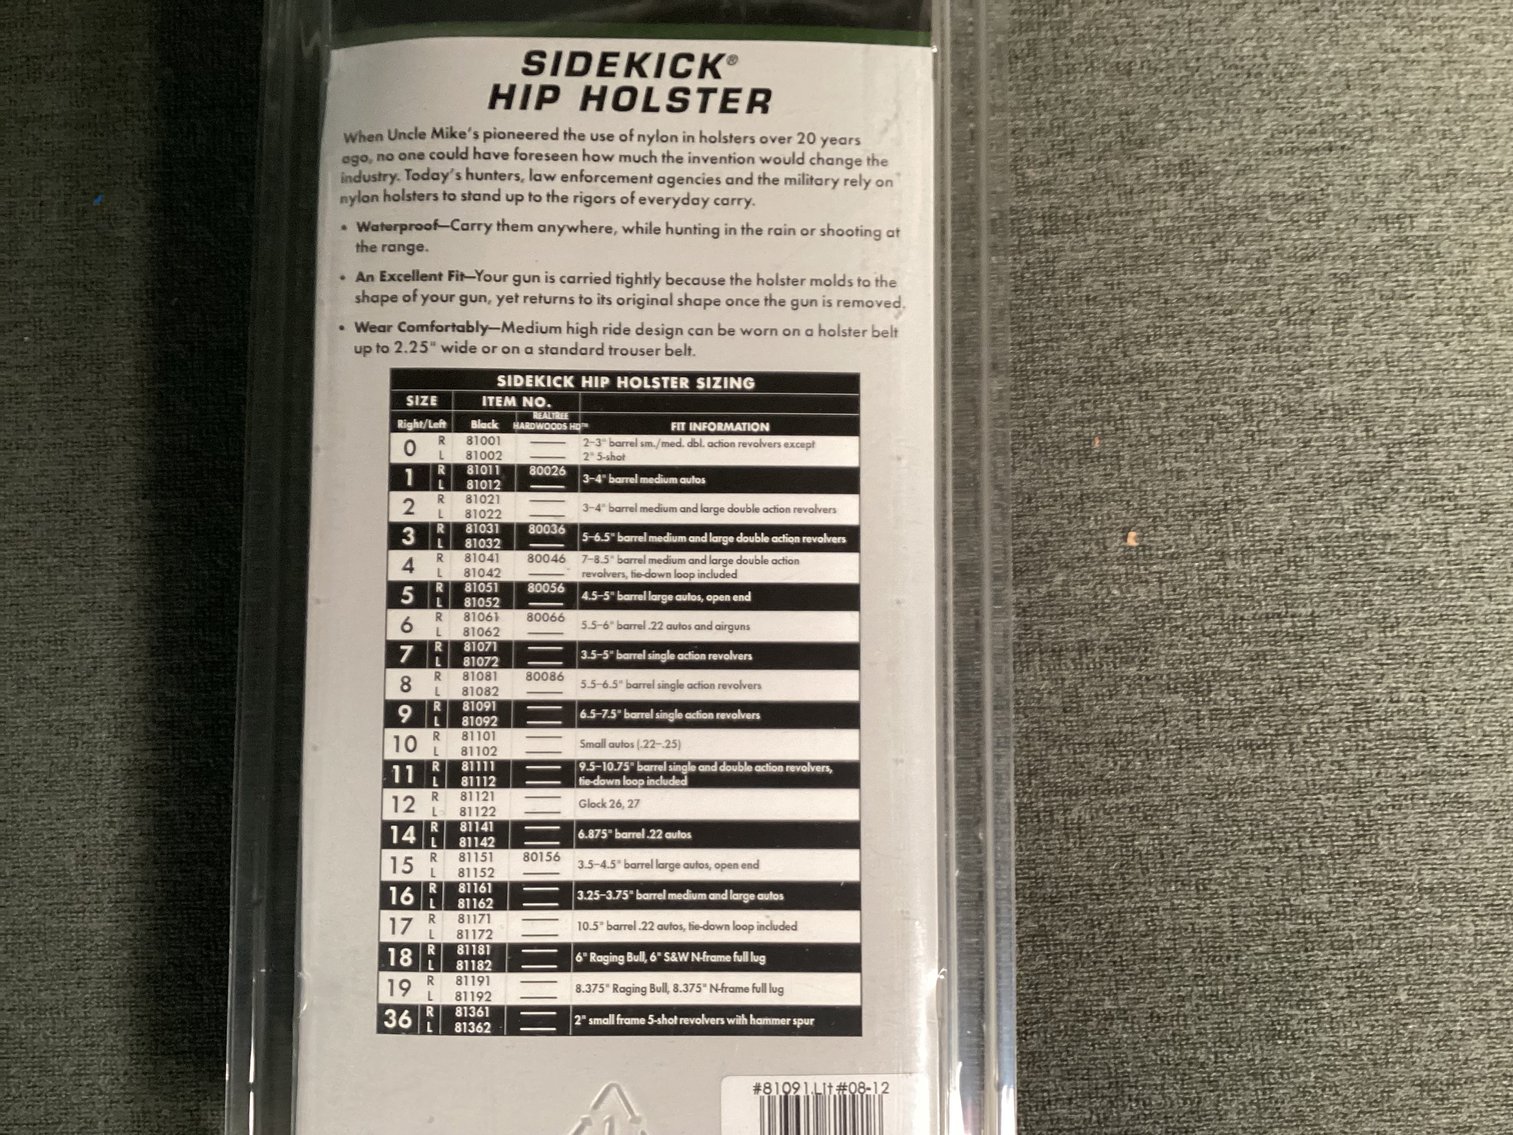 SIDEKICK®
HIP HOLSTER
When Uncle Mike's pioneered the use of nylon in holsters over 20 years
ago, no one could have foreseen how much the invention would change the
industry. Today's hunters, law enforcement agencies and the military rely on
nylon holsters to stand up to the rigors of everyday carry.
• Waterproof—Carry them anywhere, while hunting in the rain or shooting at
the range.
• An Excellent Fit—Your gun is carried tightly because the holster molds to the
shape of your gun, yet returns to its original shape once the gun is removed.
• Wear Comfortably—Medium high ride design can be worn on a holster belt
up to 2.25" wide or on a standard trouser belt.
SIDEKICK HIP HOLSTER SIZING
SIZE ITEM NO.
REALTREE
Right/Left Black HARDWOODS HD™ FIT INFORMATION
0 R 81001 —— 2–3" barrel sm./med. dbl. action revolvers except
L 81002 —— 2" 5-shot
1 R 81011 80026 3–4" barrel medium autos
L 81012 ——
2 R 81021 —— 3–4" barrel medium and large double action revolvers
L 81022 ——
3 R 81031 80036 5–6.5" barrel medium and large double action revolvers
L 81032 ——
4 R 81041 80046 7–8.5" barrel medium and large double action
L 81042 —— revolvers, tie-down loop included
5 R 81051 80056 4.5–5" barrel large autos, open end
L 81052 ——
6 R 81061 80066 5.5–6" barrel .22 autos and airguns
L 81062 ——
7 R 81071 —— 3.5–5" barrel single action revolvers
L 81072 ——
8 R 81081 80086 5.5–6.5" barrel single action revolvers
L 81082 ——
9 R 81091 —— 6.5–7.5" barrel single action revolvers
L 81092 ——
10 R 81101 —— Small autos (.22–.25)
L 81102 ——
11 R 81111 —— 9.5–10.75" barrel single and double action revolvers,
L 81112 —— tie-down loop included
12 R 81121 —— Glock 26, 27
L 81122 ——
14 R 81141 —— 6.875" barrel .22 autos
L 81142 ——
15 R 81151 80156 3.5–4.5" barrel large autos, open end
L 81152 ——
16 R 81161 —— 3.25–3.75" barrel medium and large autos
L 81162 ——
17 R 81171 —— 10.5" barrel .22 autos, tie-down loop included
L 81172 ——
18 R 81181 —— 6" Raging Bull, 6" S&W N-frame full lug
L 81182 ——
19 R 81191 —— 8.375" Raging Bull, 8.375" N-frame full lug
L 81192 ——
36 R 81361 —— 2" small frame 5-shot revolvers with hammer spur
L 81362 ——
#81091 Lit#08-12
1